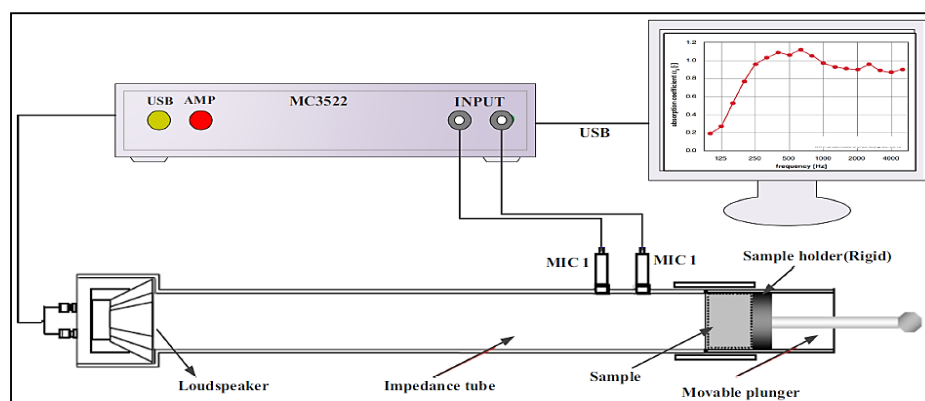 USB AMP MC3522 INPUT
USB
1.2
1.0
0.8
0.6
0.4
0.2
0.0
absorption coefficient
125 250 500 1000 2000 4000
frequency [Hz]
MIC 1 MIC 1
Sample holder(Rigid)
Loudspeaker
Impedance tube
Sample
Movable plunger